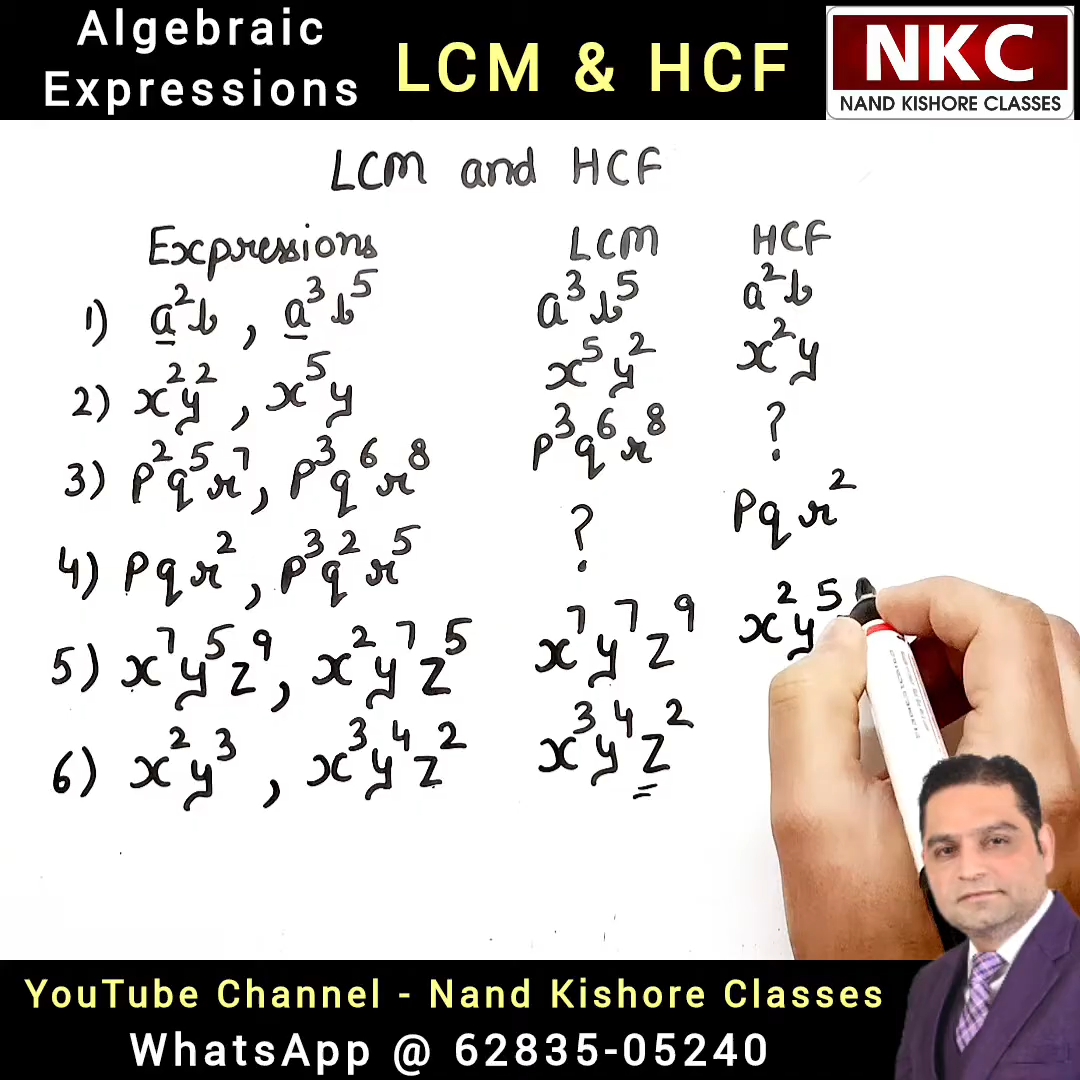 Algebraic
Expressions
LCM & HCF
NKC
NAND KISHORE CLASSES
LCM and HCF
Expressions LCM HCF
1) a²b , a³b⁵ a³b⁵ a²b
2) x²y² , x⁵y x⁵y² x²y
3) p²q⁵r⁷, p³q⁶r⁸ p³q⁶r⁸ ?
4) pqr², p³q²r⁵ ? pqr²
5) x⁷y⁵z⁹, x²y⁷z⁵ x⁷y⁷z⁹ x²y⁵
6) x²y³ , x³y⁴z² x³y⁴z²
YouTube Channel - Nand Kishore Classes
WhatsApp @ 62835-05240